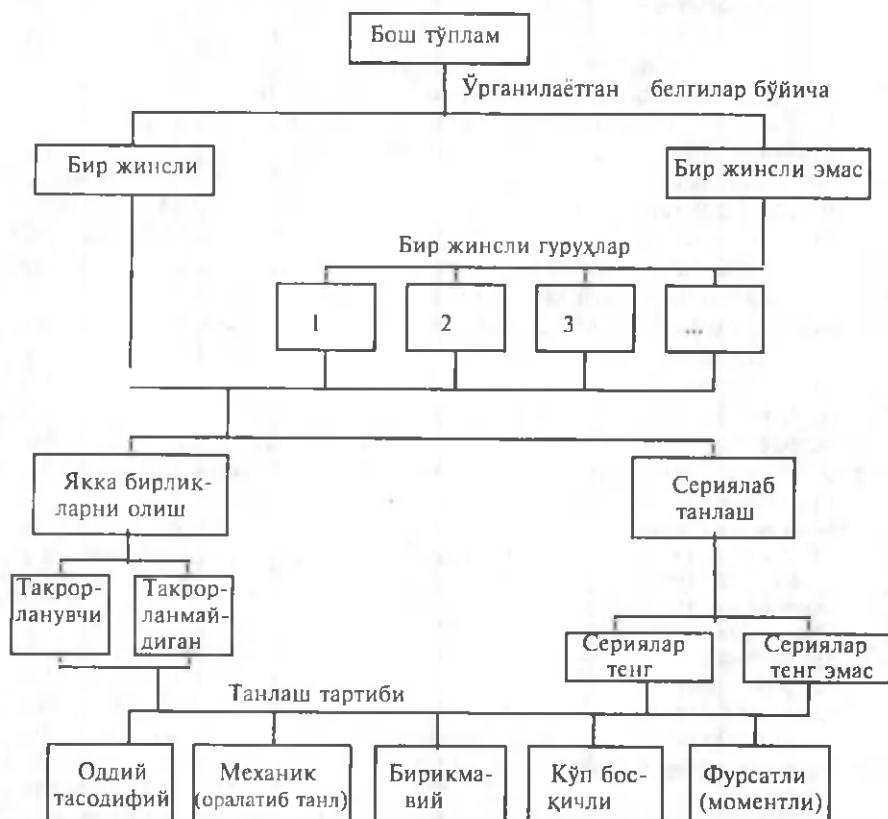 Бош тўплам
Ўрганилаётган белгилар бўйича
Бир жинсли
Бир жинсли эмас
Бир жинсли гуруҳлар
1
2
3
...
Якка бирлик-
ларни олиш
Сериялаб
танлаш
Такрор-
ланувчи
Такрор-
ланмай-
диган
Сериялар
тенг
Сериялар
тенг эмас
Танлаш тартиби
Оддий
тасодифий
Механик
(оралатиб танл)
Бирикма-
вий
Кўп бос-
қичли
Фурсатли
(моментли)